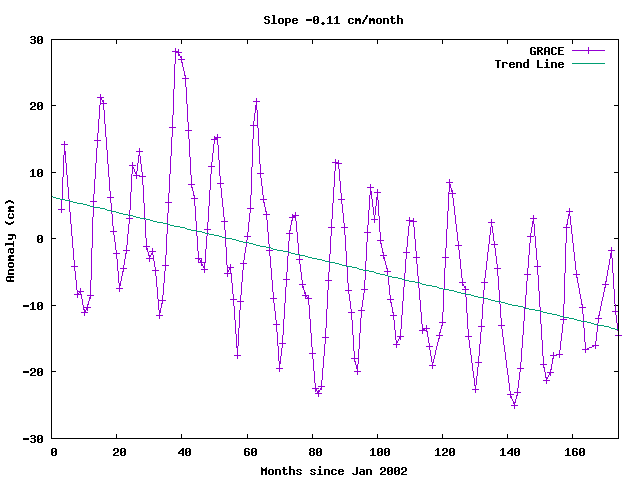 Slope -0.11 cm/month
GRACE
Trend Line
30
20
10
0
-10
-20
-30
Anomaly (cm)
0 20 40 60 80 100 120 140 160
Months since Jan 2002